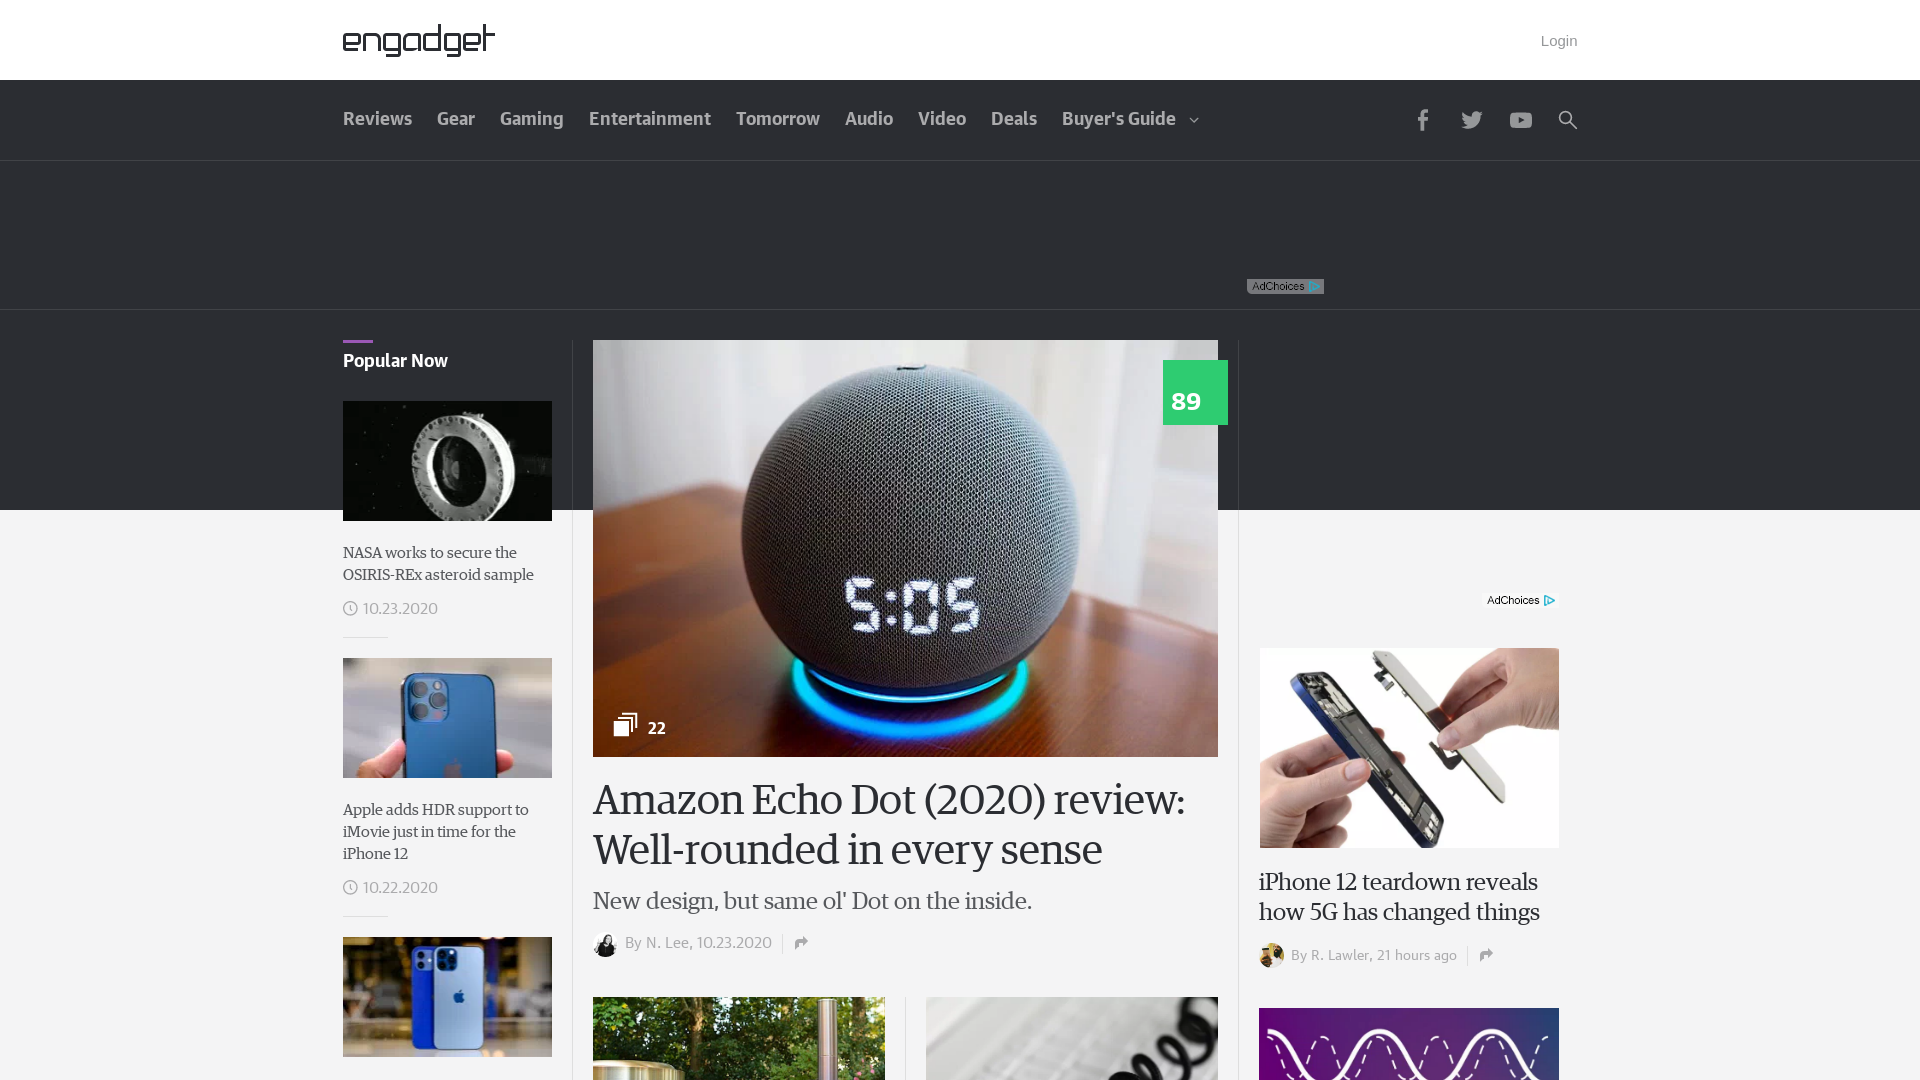 engadget
Login
Reviews
Gear
Gaming
Entertainment
Tomorrow
Audio
Video
Deals
Buyer's Guide
AdChoices
Popular Now
NASA works to secure the
OSIRIS-REx asteroid sample
10.23.2020
Apple adds HDR support to
iMovie just in time for the
iPhone 12
10.22.2020
89
5:05
22
Amazon Echo Dot (2020) review:
Well-rounded in every sense
New design, but same ol' Dot on the inside.
By N. Lee, 10.23.2020
AdChoices
iPhone 12 teardown reveals
how 5G has changed things
By R. Lawler, 21 hours ago